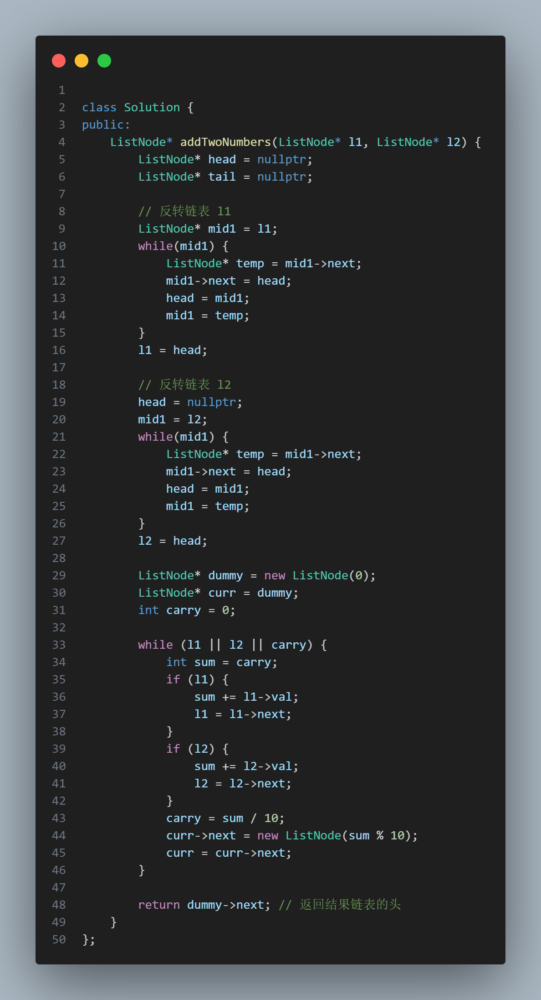 1
2 class Solution {
3 public:
4     ListNode* addTwoNumbers(ListNode* l1, ListNode* l2) {
5         ListNode* head = nullptr;
6         ListNode* tail = nullptr;
7
8         // 反转链表 l1
9         ListNode* mid1 = l1;
10         while(mid1) {
11             ListNode* temp = mid1->next;
12             mid1->next = head;
13             head = mid1;
14             mid1 = temp;
15         }
16         l1 = head;
17
18         // 反转链表 l2
19         head = nullptr;
20         mid1 = l2;
21         while(mid1) {
22             ListNode* temp = mid1->next;
23             mid1->next = head;
24             head = mid1;
25             mid1 = temp;
26         }
27         l2 = head;
28
29         ListNode* dummy = new ListNode(0);
30         ListNode* curr = dummy;
31         int carry = 0;
32
33         while (l1 || l2 || carry) {
34             int sum = carry;
35             if (l1) {
36                 sum += l1->val;
37                 l1 = l1->next;
38             }
39             if (l2) {
40                 sum += l2->val;
41                 l2 = l2->next;
42             }
43             carry = sum / 10;
44             curr->next = new ListNode(sum % 10);
45             curr = curr->next;
46         }
47
48         return dummy->next; // 返回结果链表的头
49     }
50 };